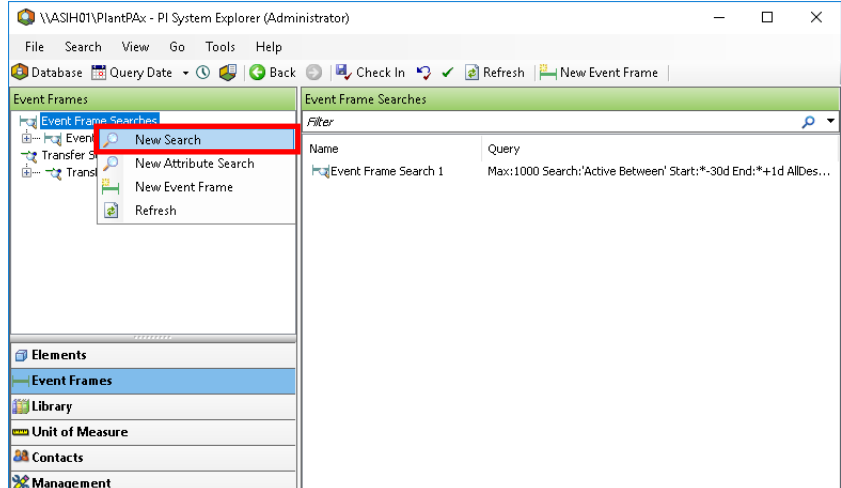 \\ASIH01\PlantPAx - PI System Explorer (Administrator)
File Search View Go Tools Help
Database Query Date Back Check In Refresh New Event Frame
Event Frames
Event Frame Searches
Event
Transfer S
Transf
New Search
New Attribute Search
New Event Frame
Refresh
Elements
Event Frames
Library
Unit of Measure
Contacts
Management
Event Frame Searches
Filter
Name Query
Event Frame Search 1 Max:1000 Search:'Active Between' Start:*-30d End:*+1d AllDes...